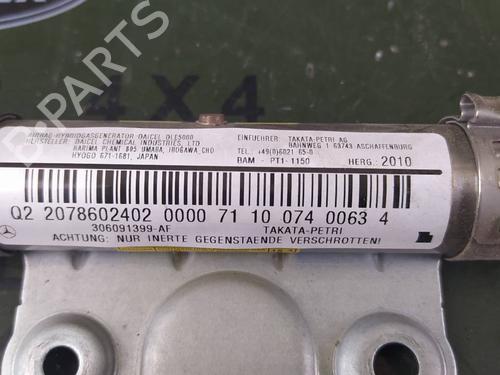 AIRBAG-HYBRIDGASGENERATOR-DAICEL-DLE5000
HERSTELLER: DAICEL CHEMICAL INDUSTRIES, LTD
HARIMA PLANT 805 UMABA, IBOGAWA_CHO
HYOGO 671-1681, JAPAN
EINFUEHRER: TAKATA-PETRI AG
BAHNWEG 1 63743 ASCHAFFENBURG
TEL. +49(0)6021 65-0
BAM - PT1-1150 HERG: 2010
Q2 2078602402 0000 71 10 074 0063 4
306091399-AF TAKATA-PETRI
ACHTUNG: NUR INERTE GEGENSTAENDE VERSCHROTTEN!
4X4
B-Parts